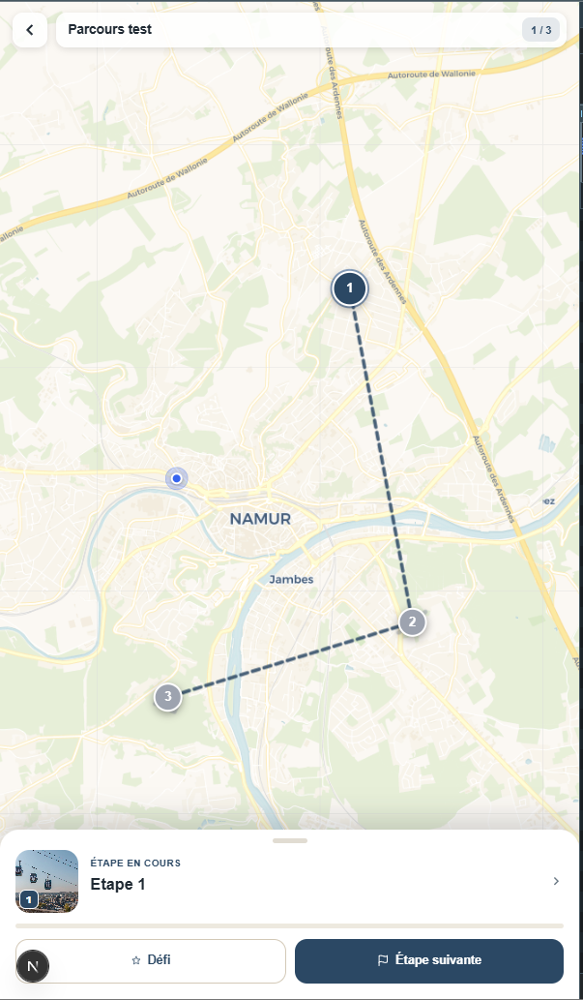 Parcours test
1 / 3
Autoroute des Ardennes
Autoroute de Wallonie
Autoroute de Wallonie
Autoroute de Wallonie
Autoroute des Ardennes
1
Autoroute des Ardennes
ez
NAMUR
Jambes
2
3
ÉTAPE EN COURS
Etape 1
1
N
Défi
Étape suivante